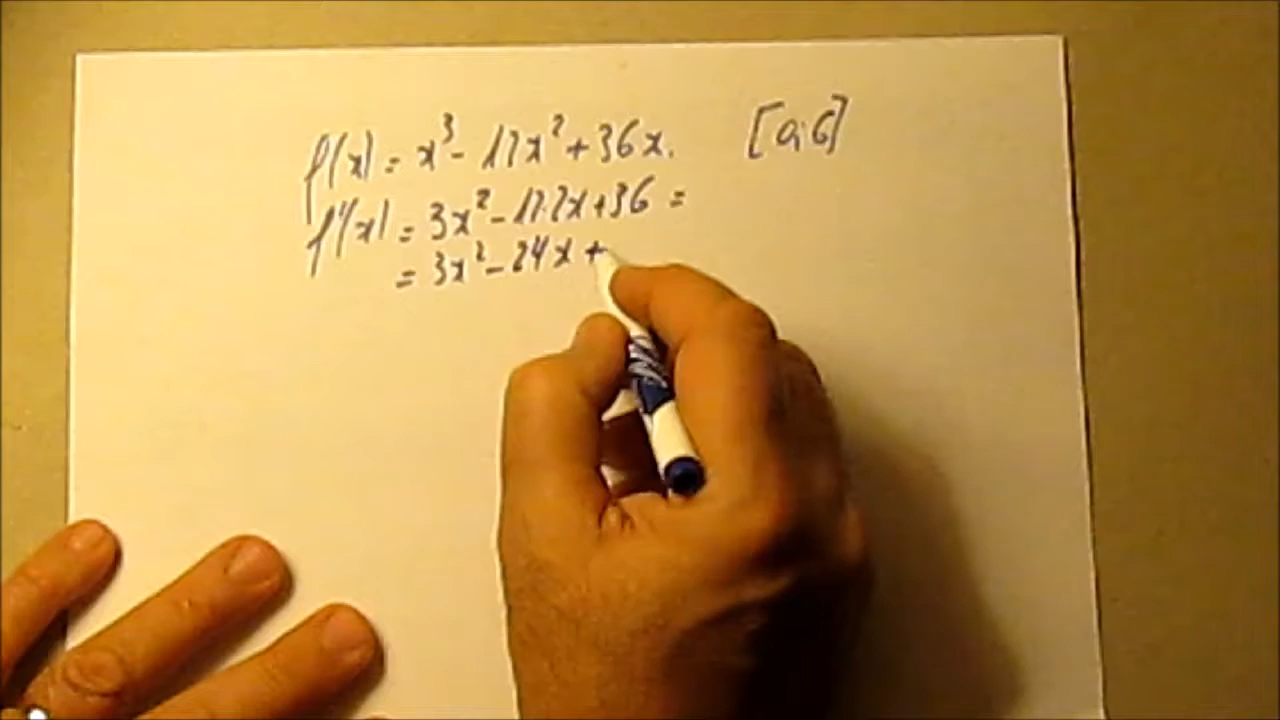 f(x) = x³ - 12x² + 36x. [0;6]
f'(x) = 3x² - 12·2x + 36 =
= 3x² - 24x +